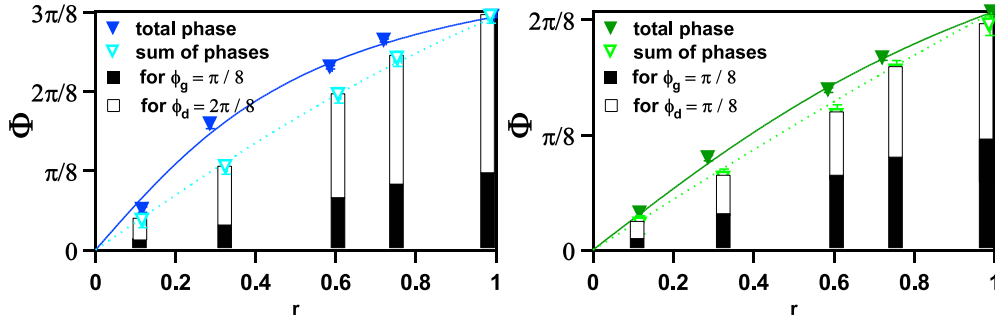 3π/8
2π/8
π/8
0
Φ
total phase
sum of phases
for ϕg = π / 8
for ϕd = 2π / 8
0 0.2 0.4 0.6 0.8 1
r
2π/8
π/8
0
Φ
total phase
sum of phases
for ϕg = π / 8
for ϕd = π / 8
0 0.2 0.4 0.6 0.8 1
r